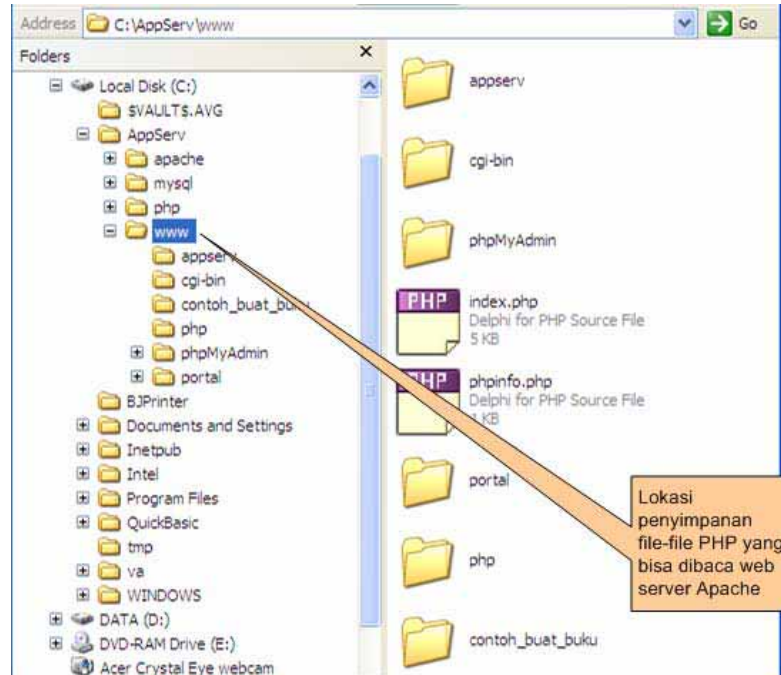 Address C:\AppServ\www Go
Folders ×
Local Disk (C:)
$VAULT$.AVG
AppServ
apache
mysql
php
www
appserv
cgi-bin
contoh_buat_buku
php
phpMyAdmin
portal
BJPrinter
Documents and Settings
Inetpub
Intel
Program Files
QuickBasic
tmp
va
WINDOWS
DATA (D:)
DVD-RAM Drive (E:)
Acer Crystal Eye webcam
appserv
cgi-bin
phpMyAdmin
PHP
index.php
Delphi for PHP Source File
5 KB
PHP
phpinfo.php
Delphi for PHP Source File
KB
portal
php
contoh_buat_buku
Lokasi
penyimpanan
file-file PHP yang
bisa dibaca web
server Apache